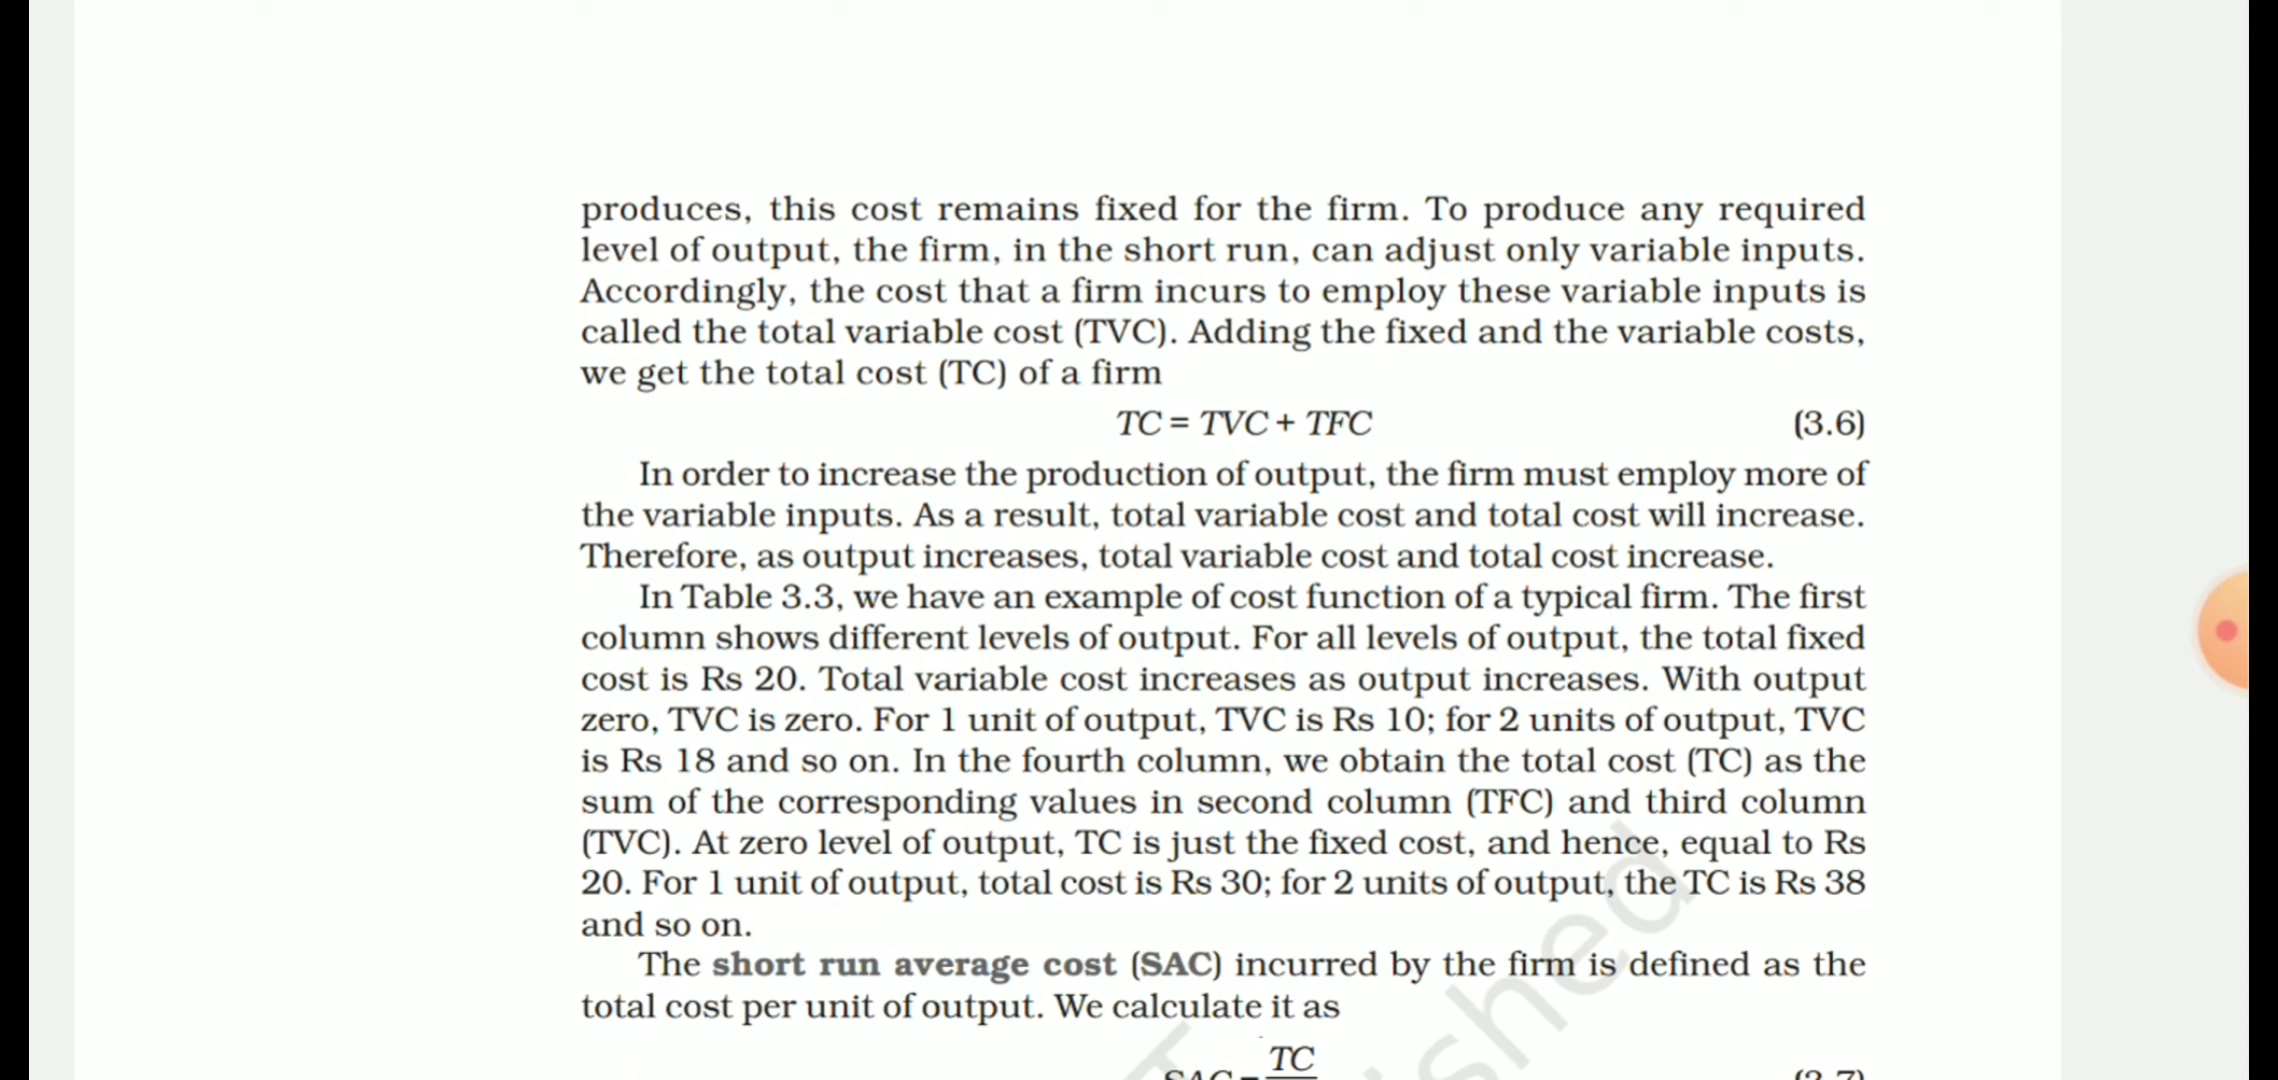 produces, this cost remains fixed for the firm. To produce any required
level of output, the firm, in the short run, can adjust only variable inputs.
Accordingly, the cost that a firm incurs to employ these variable inputs is
called the total variable cost (TVC). Adding the fixed and the variable costs,
we get the total cost (TC) of a firm
TC = TVC + TFC (3.6)
In order to increase the production of output, the firm must employ more of
the variable inputs. As a result, total variable cost and total cost will increase.
Therefore, as output increases, total variable cost and total cost increase.
In Table 3.3, we have an example of cost function of a typical firm. The first
column shows different levels of output. For all levels of output, the total fixed
cost is Rs 20. Total variable cost increases as output increases. With output
zero, TVC is zero. For 1 unit of output, TVC is Rs 10; for 2 units of output, TVC
is Rs 18 and so on. In the fourth column, we obtain the total cost (TC) as the
sum of the corresponding values in second column (TFC) and third column
(TVC). At zero level of output, TC is just the fixed cost, and hence, equal to Rs
20. For 1 unit of output, total cost is Rs 30; for 2 units of output, the TC is Rs 38
and so on.
The short run average cost (SAC) incurred by the firm is defined as the
total cost per unit of output. We calculate it as
SAC = TC (3.7)